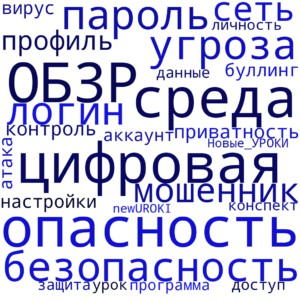 вирус пароль сеть
профиль угроза личность
ОБЗР данные буллинг
логин среда
контроль аккаунт приватность
атака цифровая Новые_УРОКИ
настройки мошенник
newUROKI конспект
опасность
безопасность
защита урок программа доступ